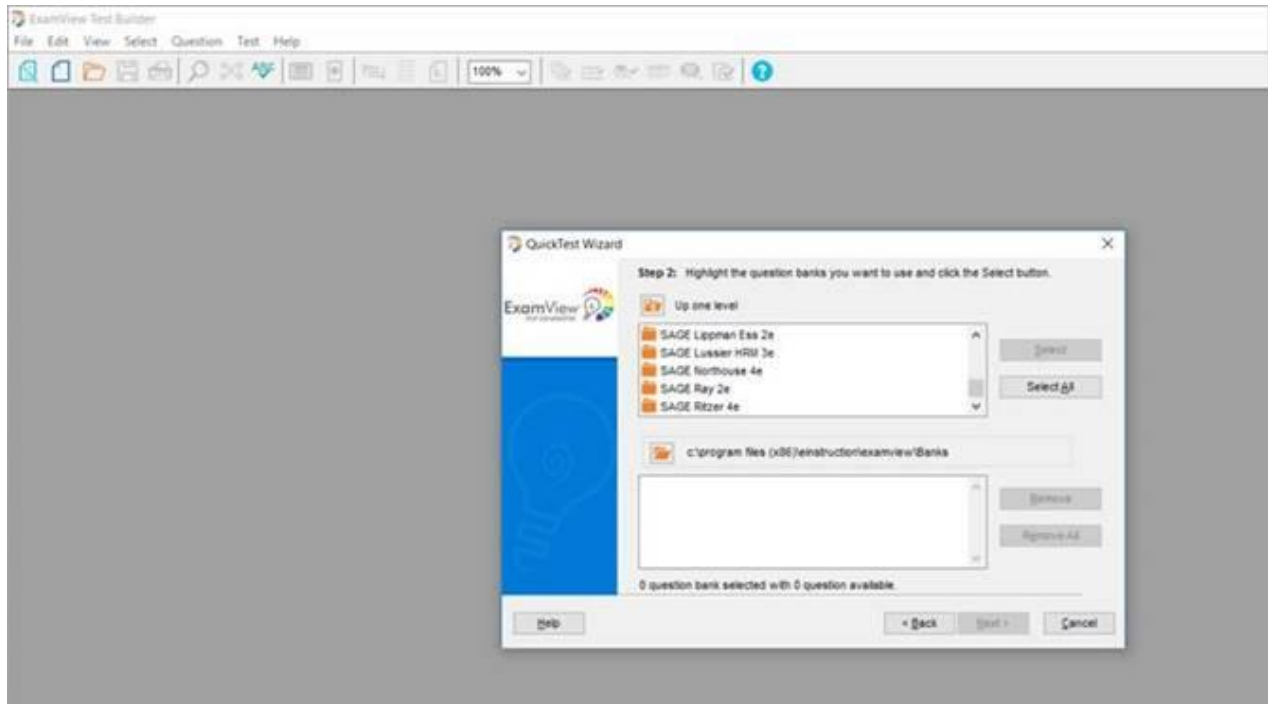 ExamView Test Builder
File Edit View Select Question Test Help
100%
QuickTest Wizard
Step 2: Highlight the question banks you want to use and click the Select button.
ExamView
Up one level
SAGE Lippman Ess 2e
SAGE Lussier HRM 3e
SAGE Northouse 4e
SAGE Ray 2e
SAGE Ritzer 4e
Select
Select All
c:\program files (x86)\einstruction\examview\Banks
Remove
Remove All
0 question bank selected with 0 question available.
Help
< Back
Next >
Cancel